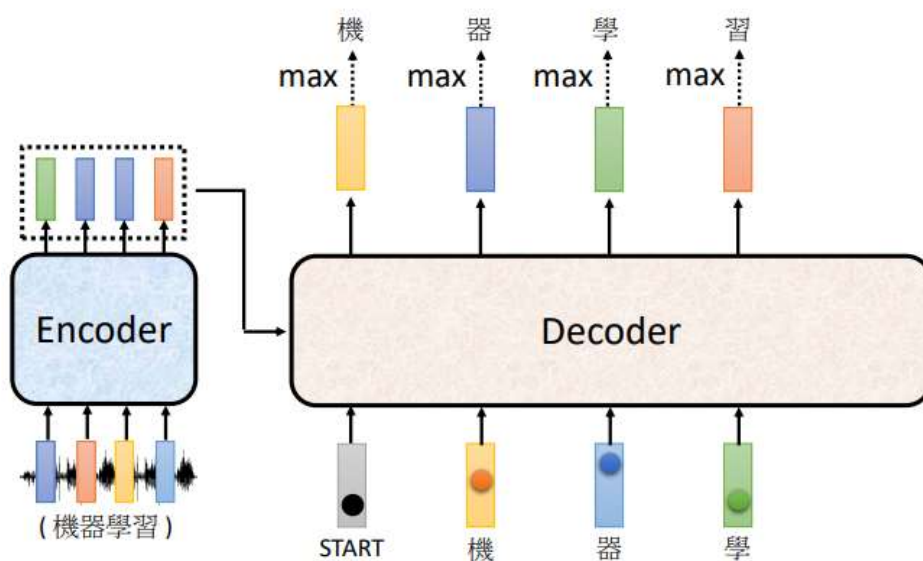 機 器 學 習
max max max max
Encoder
Decoder
( 機器學習 )
START 機 器 學